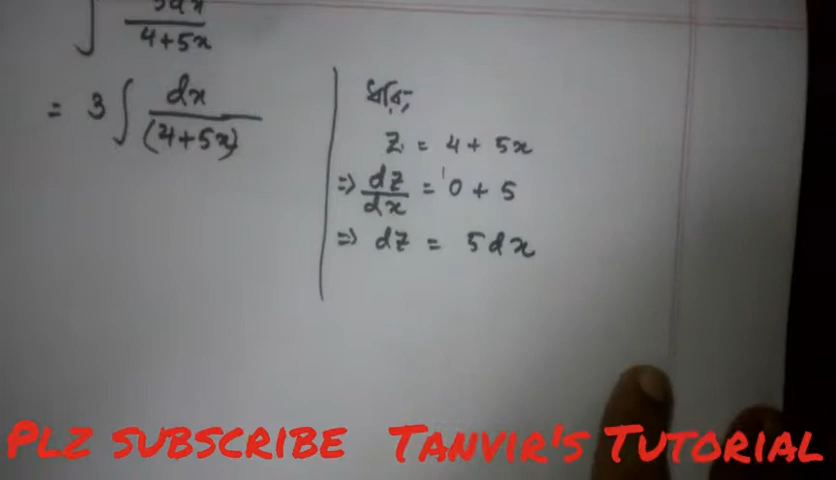 ∫ 3dx / 4+5x
= 3 ∫ dx / (4+5x)
ধরি,
z = 4 + 5x
=> dz/dx = 0 + 5
=> dz = 5dx
Plz subscribe Tanvir's Tutorial